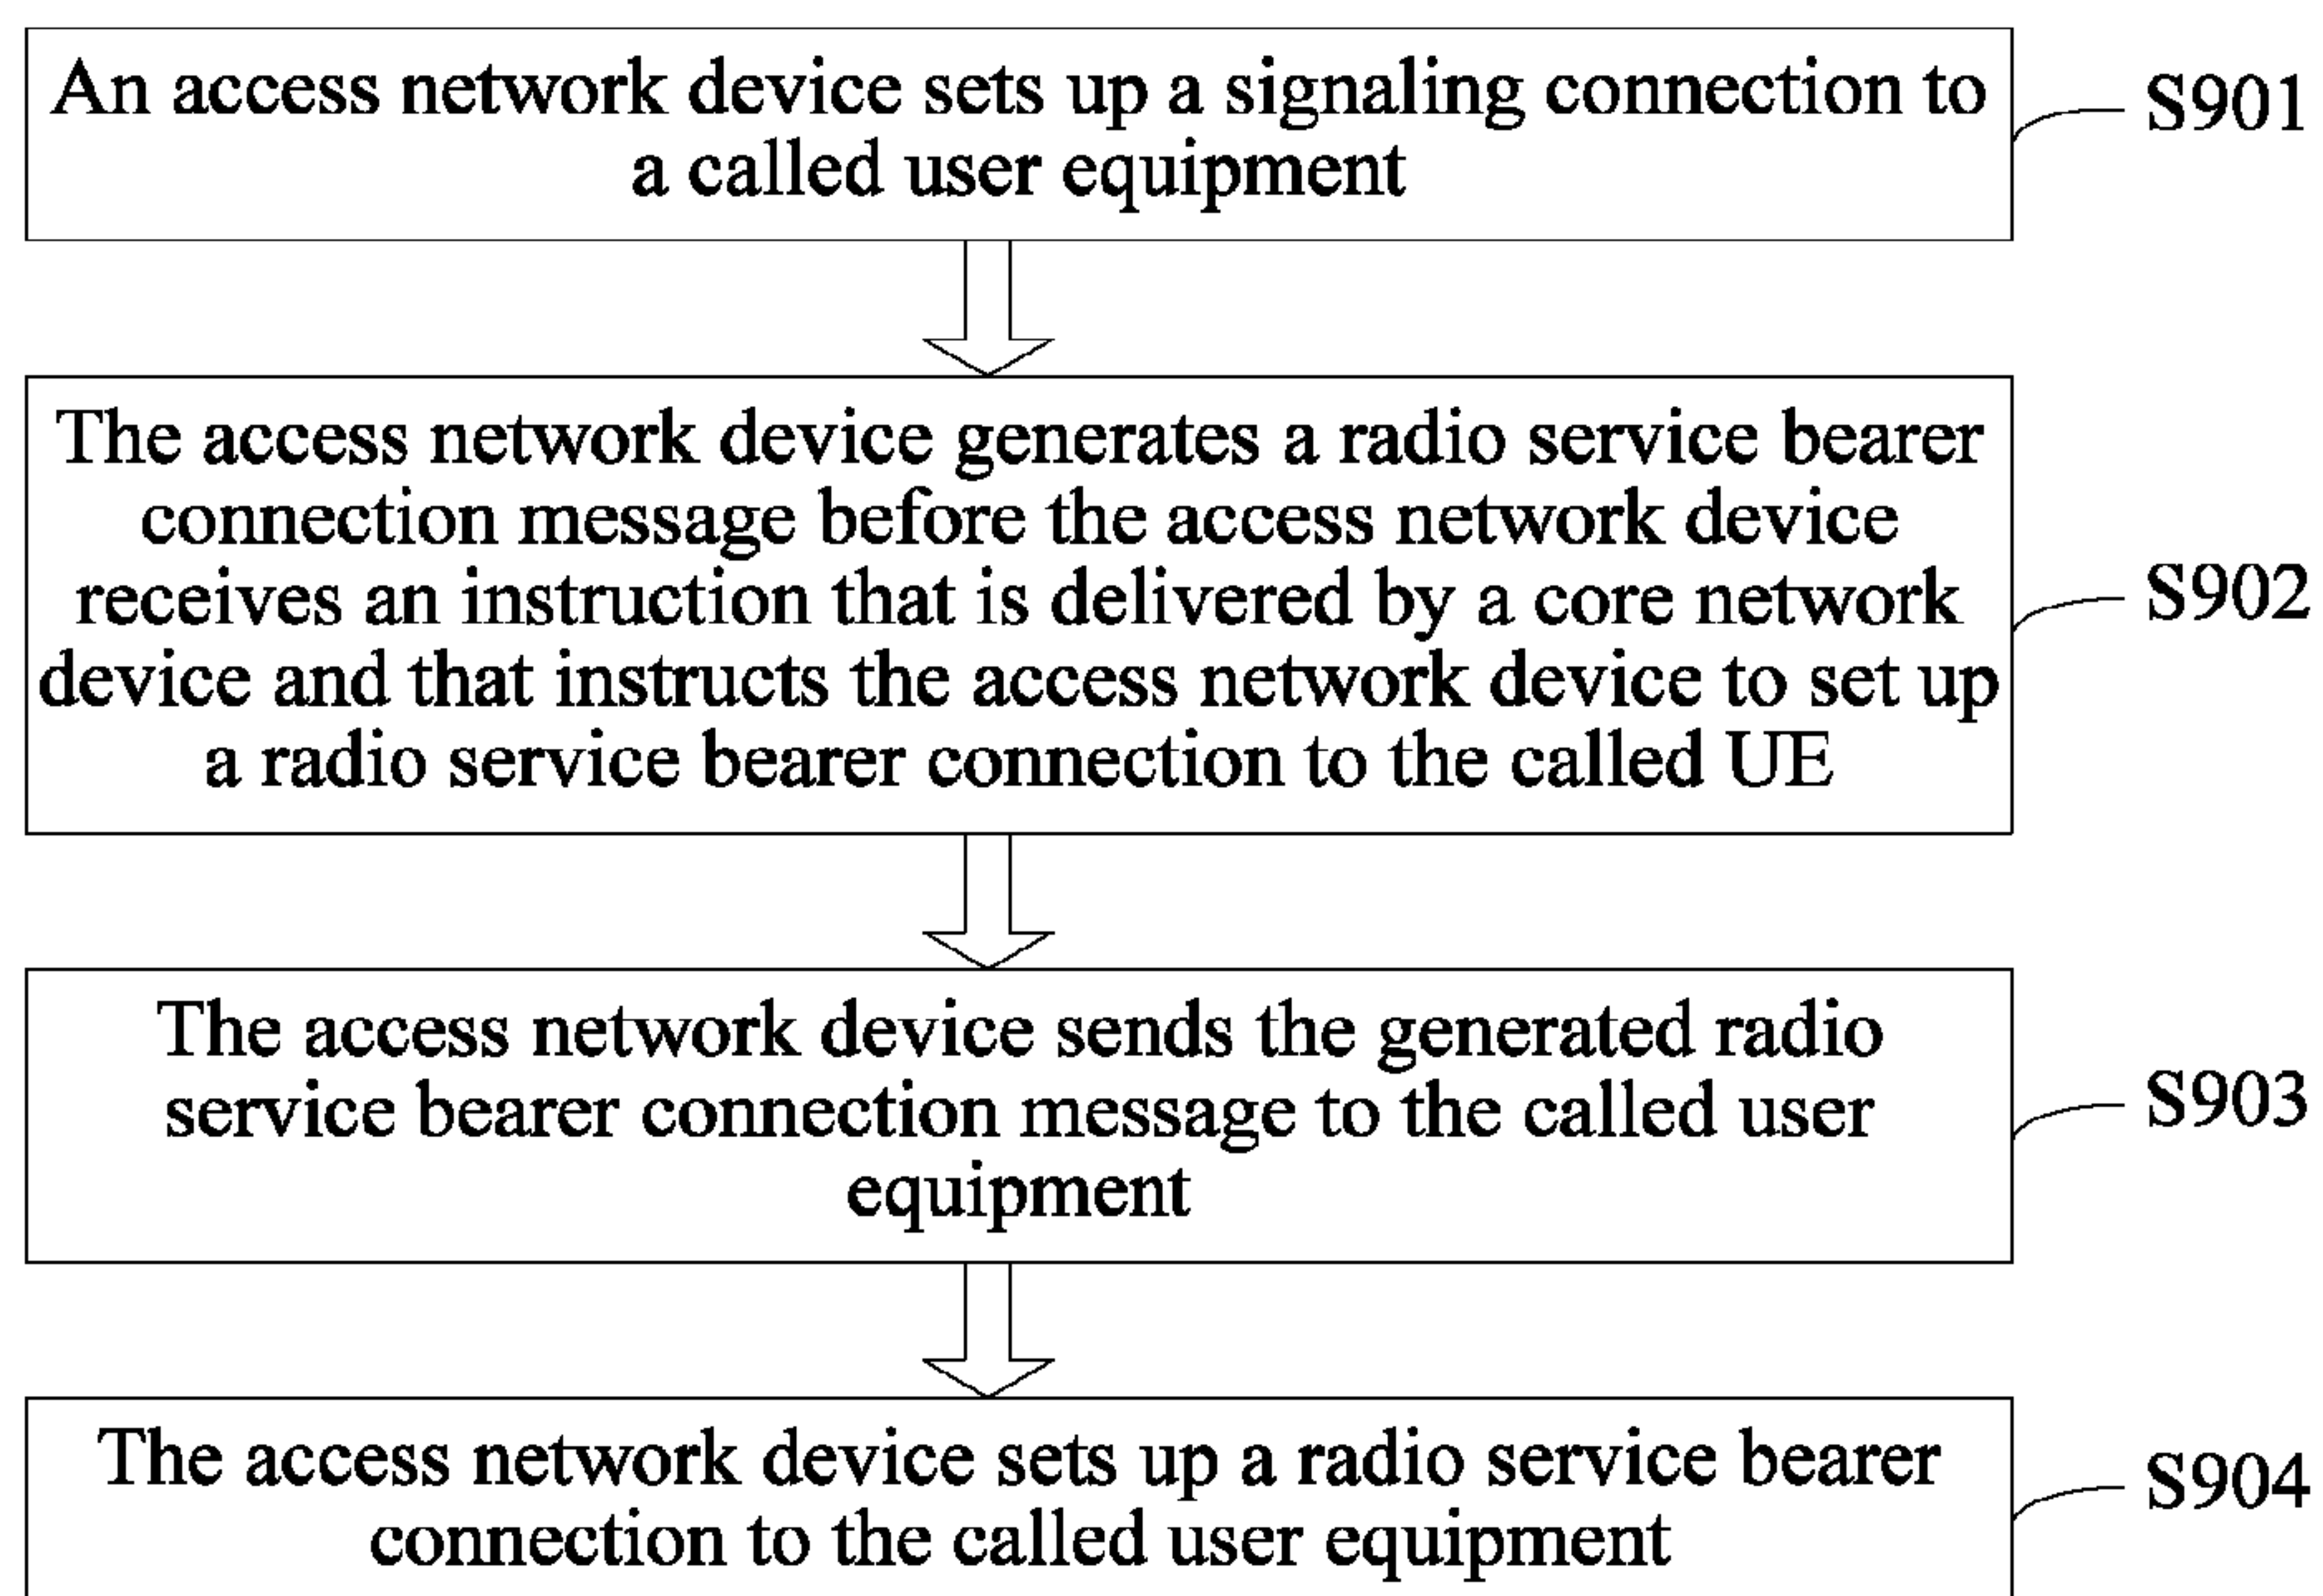 An access network device sets up a signaling connection to
a called user equipment
S901
The access network device generates a radio service bearer
connection message before the access network device
receives an instruction that is delivered by a core network
device and that instructs the access network device to set up
a radio service bearer connection to the called UE
S902
The access network device sends the generated radio
service bearer connection message to the called user
equipment
S903
The access network device sets up a radio service bearer
connection to the called user equipment
S904